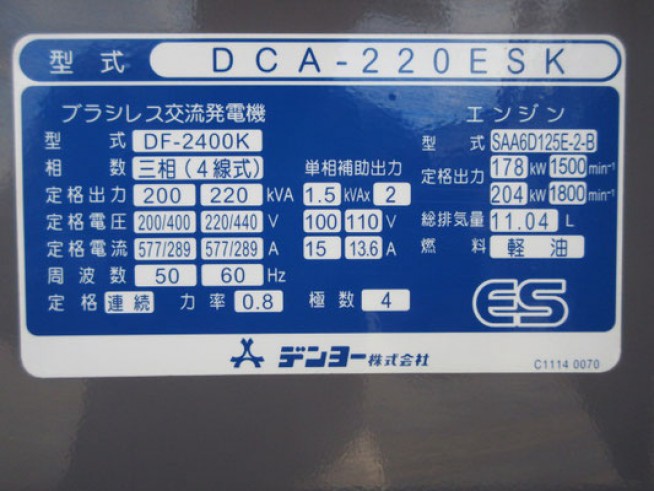 型式 DCA-220ESK
ブラシレス交流発電機
型式 DF-2400K
相数 三相(4線式) 単相補助出力
定格出力 200 220 kVA 1.5 kVAx 2
定格電圧 200/400 220/440 V 100 110 V
定格電流 577/289 577/289 A 15 13.6 A
周波数 50 60 Hz
定格 連続 力率 0.8 極数 4
エンジン
型式 SAA6D125E-2-B
定格出力 178 kW 1500 min⁻¹
204 kW 1800 min⁻¹
総排気量 11.04 L
燃料 軽油
ES
デンヨー株式会社
C1114 0070